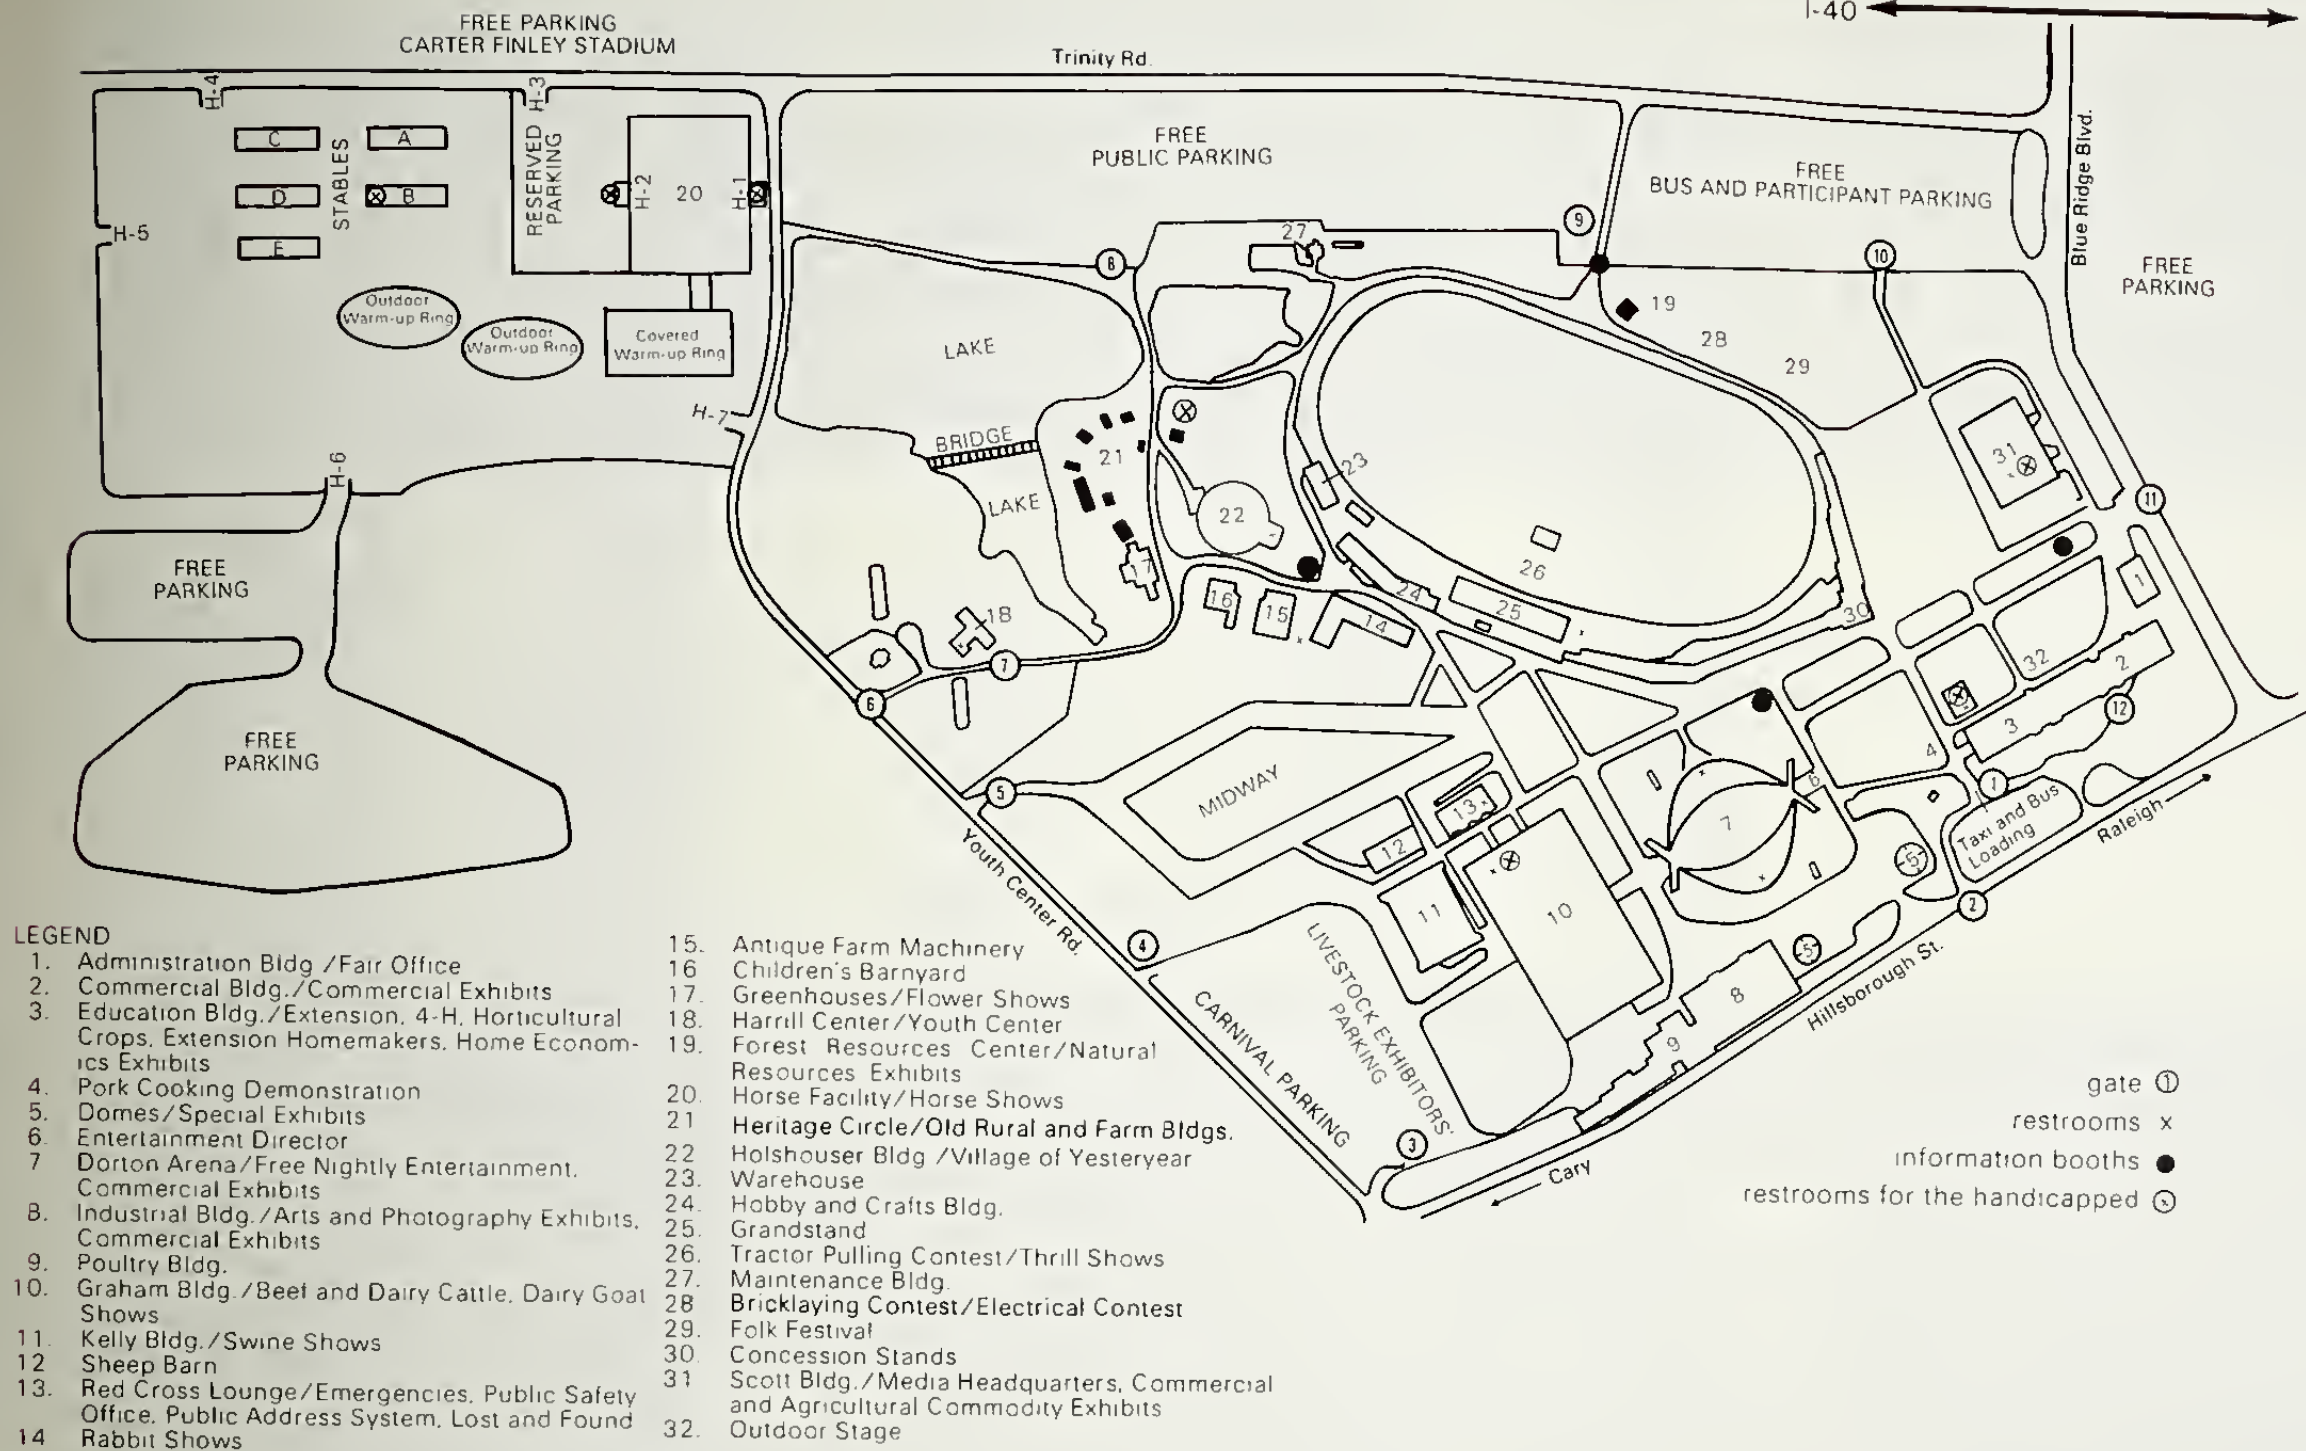 FREE PARKING
CARTER FINLEY STADIUM
I-40
Trinity Rd.
H-4
H-3
C
A
D
B
E
STABLES
RESERVED
PARKING
H-2
20
H-1
H-5
Outdoor
Warm-up Ring
Outdoor
Warm-up Ring
Covered
Warm-up Ring
H-7
H-6
FREE
PARKING
FREE
PARKING
FREE
PUBLIC PARKING
FREE
BUS AND PARTICIPANT PARKING
Blue Ridge Blvd.
FREE
PARKING
8
27
9
10
19
28
29
LAKE
BRIDGE
LAKE
21
22
23
31
11
17
16
15
14
24
25
26
30
1
32
2
12
3
4
18
7
6
5
MIDWAY
13
12
11
10
7
6
1
Taxi and Bus
Loading
Raleigh
5
2
5
8
9
Youth Center Rd.
4
CARNIVAL PARKING
LIVESTOCK EXHIBITORS'
PARKING
3
Cary
Hillsborough St.
LEGEND
1. Administration Bldg /Fair Office
2. Commercial Bldg./Commercial Exhibits
3. Education Bldg./Extension, 4-H, Horticultural
Crops, Extension Homemakers, Home Econom-
ics Exhibits
4. Pork Cooking Demonstration
5. Domes/Special Exhibits
6. Entertainment Director
7 Dorton Arena/Free Nightly Entertainment,
Commercial Exhibits
8. Industrial Bldg./Arts and Photography Exhibits,
Commercial Exhibits
9. Poultry Bldg.
10. Graham Bldg./Beef and Dairy Cattle, Dairy Goat
Shows
11. Kelly Bldg./Swine Shows
12 Sheep Barn
13. Red Cross Lounge/Emergencies, Public Safety
Office, Public Address System, Lost and Found
14 Rabbit Shows
15. Antique Farm Machinery
16 Children's Barnyard
17. Greenhouses/Flower Shows
18. Harrill Center/Youth Center
19. Forest Resources Center/Natural
Resources Exhibits
20. Horse Facility/Horse Shows
21 Heritage Circle/Old Rural and Farm Bldgs.
22 Holshouser Bldg /Village of Yesteryear
23. Warehouse
24. Hobby and Crafts Bldg.
25. Grandstand
26. Tractor Pulling Contest/Thrill Shows
27. Maintenance Bldg.
28 Bricklaying Contest/Electrical Contest
29. Folk Festival
30. Concession Stands
31 Scott Bldg./Media Headquarters, Commercial
and Agricultural Commodity Exhibits
32. Outdoor Stage
gate 1
restrooms x
information booths
restrooms for the handicapped